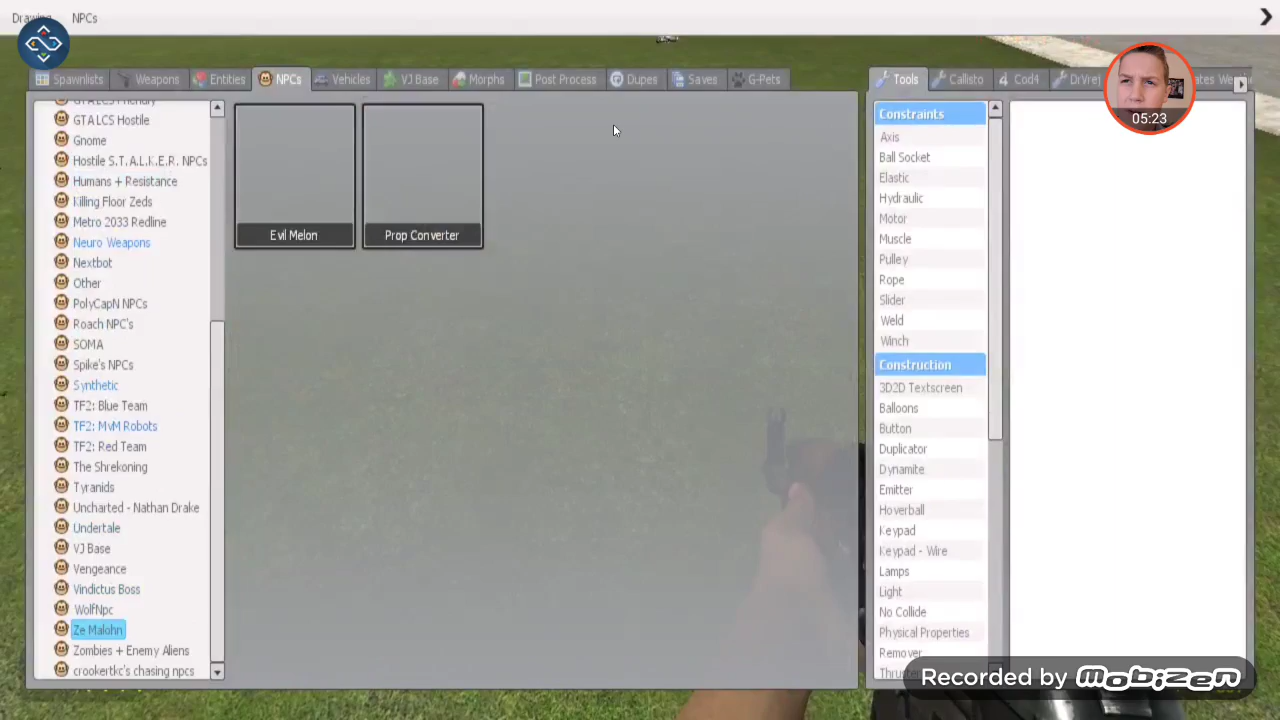 Drawing NPCs
Spawnlists Weapons Entities NPCs Vehicles VJ Base Morphs Post Process Dupes Saves G-Pets
GTA LCS Hostile
Gnome
Hostile S.T.A.L.K.E.R. NPCs
Humans + Resistance
Killing Floor Zeds
Metro 2033 Redline
Neuro Weapons
Nextbot
Other
PolyCapN NPCs
Roach NPC's
SOMA
Spike's NPCs
Synthetic
TF2: Blue Team
TF2: MvM Robots
TF2: Red Team
The Shrekoning
Tyranids
Uncharted - Nathan Drake
Undertale
VJ Base
Vengeance
Vindictus Boss
WolfNpc
Ze Malohn
Zombies + Enemy Aliens
crookertkc's chasing npcs
Evil Melon
Prop Converter
Tools Callisto Cod4
05:23
Constraints
Axis
Ball Socket
Elastic
Hydraulic
Motor
Muscle
Pulley
Rope
Slider
Weld
Winch
Construction
3D2D Textscreen
Balloons
Button
Duplicator
Dynamite
Emitter
Hoverball
Keypad
Keypad - Wire
Lamps
Light
No Collide
Physical Properties
Remover
Recorded by mobizen